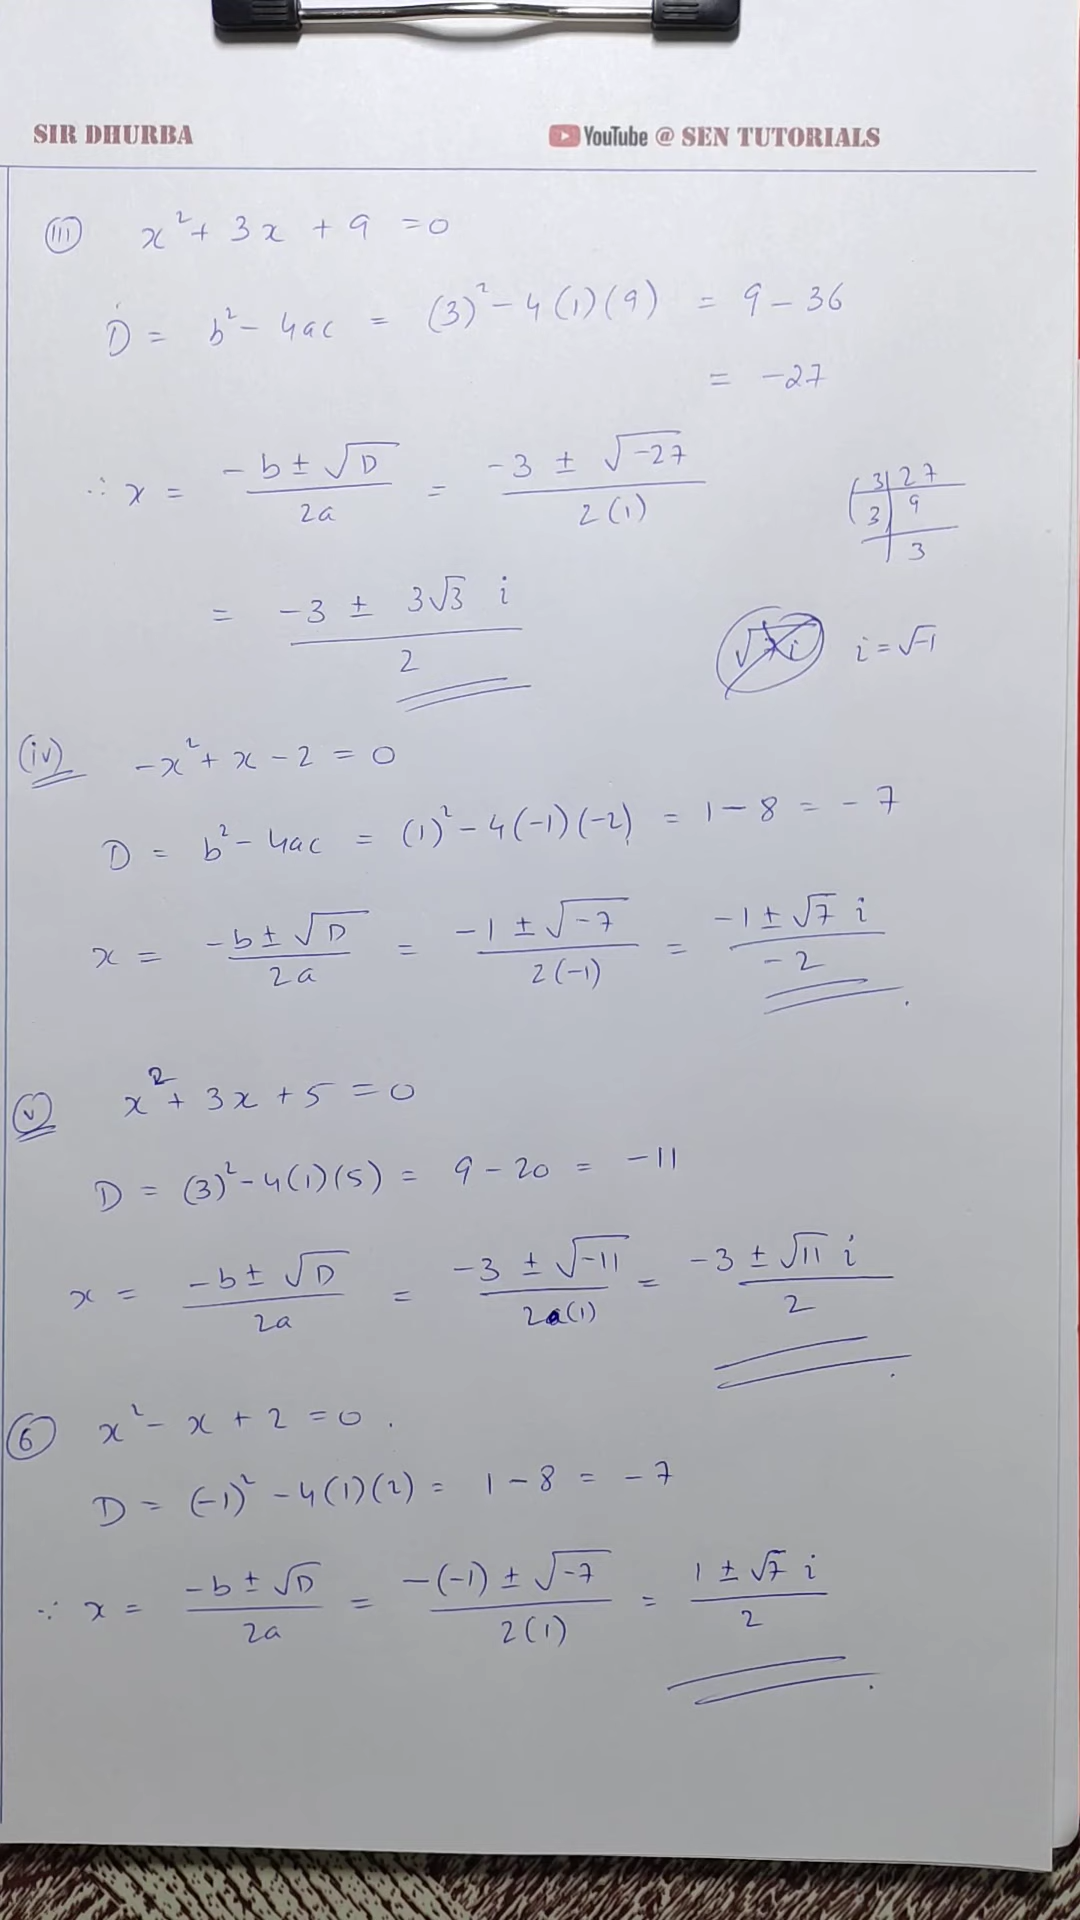 SIR DHURBA
YouTube @ SEN TUTORIALS
(iii) x² + 3x + 9 = 0
D = b² - 4ac = (3)² - 4(1)(9) = 9 - 36
= -27
∴ x = (-b ± √D)/2a = (-3 ± √-27)/2(1)
3 | 27
3 | 9
3
= (-3 ± 3√3 i)/2
i = √-1
(iv) -x² + x - 2 = 0
D = b² - 4ac = (1)² - 4(-1)(-2) = 1 - 8 = -7
x = (-b ± √D)/2a = (-1 ± √-7)/2(-1) = (-1 ± √7 i)/-2
(v) x² + 3x + 5 = 0
D = (3)² - 4(1)(5) = 9 - 20 = -11
x = (-b ± √D)/2a = (-3 ± √-11)/2a(1) = (-3 ± √11 i)/2
(6) x² - x + 2 = 0.
D = (-1)² - 4(1)(2) = 1 - 8 = -7
∵ x = (-b ± √D)/2a = (-(-1) ± √-7)/2(1) = (1 ± √7 i)/2